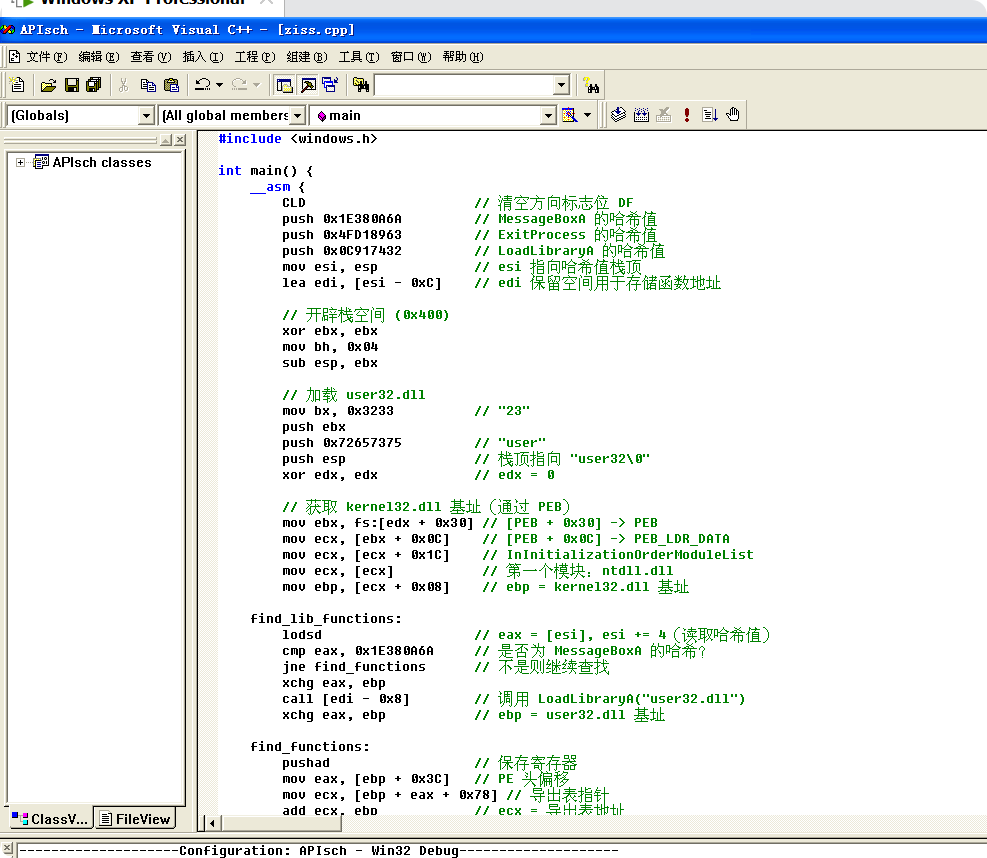 Windows XP Professional
APIsch - Microsoft Visual C++ - [ziss.cpp]
文件(F) 编辑(E) 查看(V) 插入(I) 工程(P) 组建(B) 工具(T) 窗口(W) 帮助(H)
(Globals) (All global members main
APIsch classes
#include <windows.h>
int main() {
__asm {
CLD // 清空方向标志位 DF
push 0x1E380A6A // MessageBoxA 的哈希值
push 0x4FD18963 // ExitProcess 的哈希值
push 0x0C917432 // LoadLibraryA 的哈希值
mov esi, esp // esi 指向哈希值栈顶
lea edi, [esi - 0xC] // edi 保留空间用于存储函数地址
// 开辟栈空间 (0x400)
xor ebx, ebx
mov bh, 0x04
sub esp, ebx
// 加载 user32.dll
mov bx, 0x3233 // "23"
push ebx
push 0x72657375 // "user"
push esp // 栈顶指向 "user32\0"
xor edx, edx // edx = 0
// 获取 kernel32.dll 基址（通过 PEB）
mov ebx, fs:[edx + 0x30] // [PEB + 0x30] -> PEB
mov ecx, [ebx + 0x0C] // [PEB + 0x0C] -> PEB_LDR_DATA
mov ecx, [ecx + 0x1C] // InInitializationOrderModuleList
mov ecx, [ecx] // 第一个模块：ntdll.dll
mov ebp, [ecx + 0x08] // ebp = kernel32.dll 基址
find_lib_functions:
lodsd // eax = [esi], esi += 4（读取哈希值）
cmp eax, 0x1E380A6A // 是否为 MessageBoxA 的哈希？
jne find_functions // 不是则继续查找
xchg eax, ebp
call [edi - 0x8] // 调用 LoadLibraryA("user32.dll")
xchg eax, ebp // ebp = user32.dll 基址
find_functions:
pushad // 保存寄存器
mov eax, [ebp + 0x3C] // PE 头偏移
mov ecx, [ebp + eax + 0x78] // 导出表指针
add ecx, ebp // ecx = 导出表地址
ClassV... FileView
--------------------Configuration: APIsch - Win32 Debug--------------------